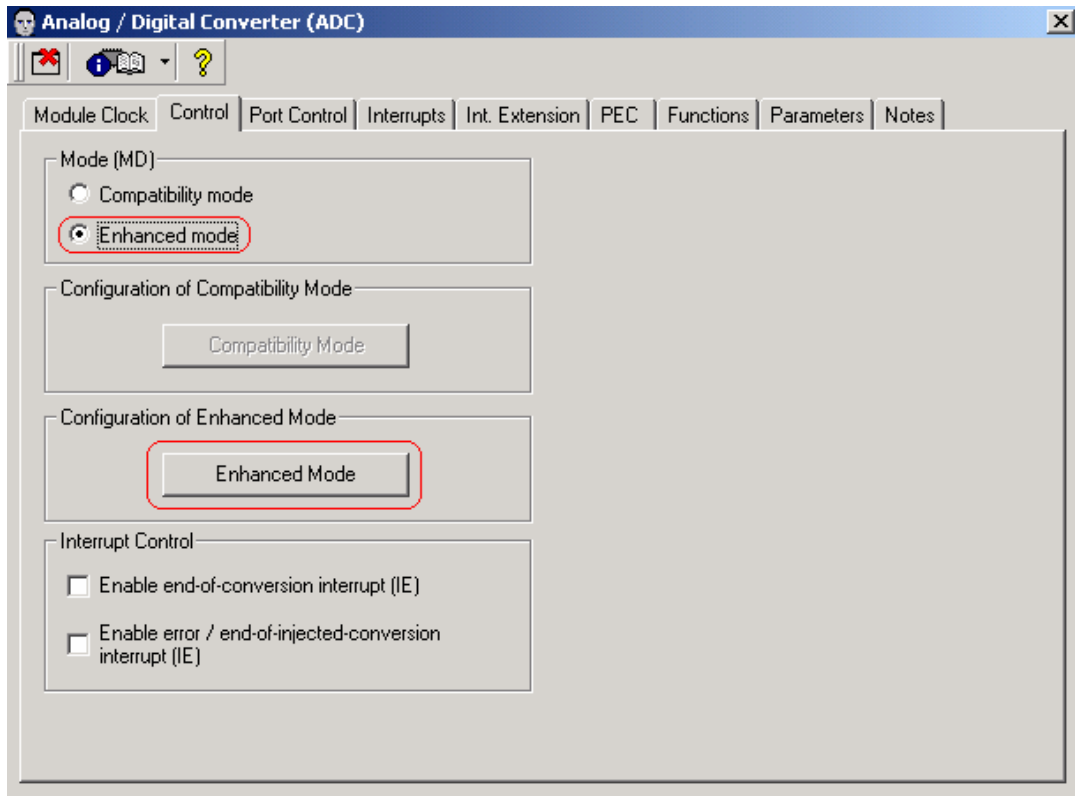 Analog / Digital Converter (ADC)
Module Clock Control Port Control Interrupts Int. Extension PEC Functions Parameters Notes
Mode (MD)
Compatibility mode
Enhanced mode
Configuration of Compatibility Mode
Compatibility Mode
Configuration of Enhanced Mode
Enhanced Mode
Interrupt Control
Enable end-of-conversion interrupt (IE)
Enable error / end-of-injected-conversion
interrupt (IE)